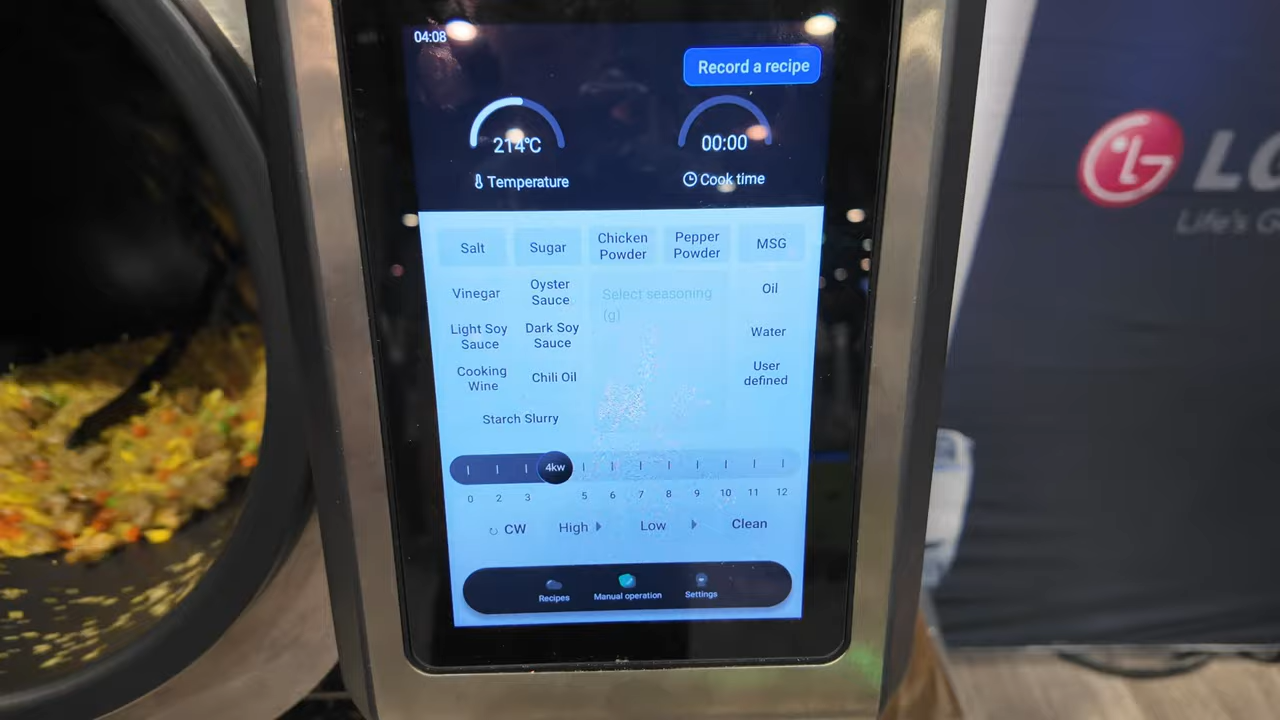 04:08
Record a recipe
214℃
00:00
Temperature
Cook time
Salt
Sugar
Chicken
Powder
Pepper
Powder
MSG
Vinegar
Oyster
Sauce
Select seasoning
(g)
Oil
Light Soy
Sauce
Dark Soy
Sauce
Water
Cooking
Wine
Chili Oil
User
defined
Starch Slurry
4kw
0 2 3 5 6 7 8 9 10 11 12
CW
High
Low
Clean
Recipes
Manual operation
Settings
LG
Life's